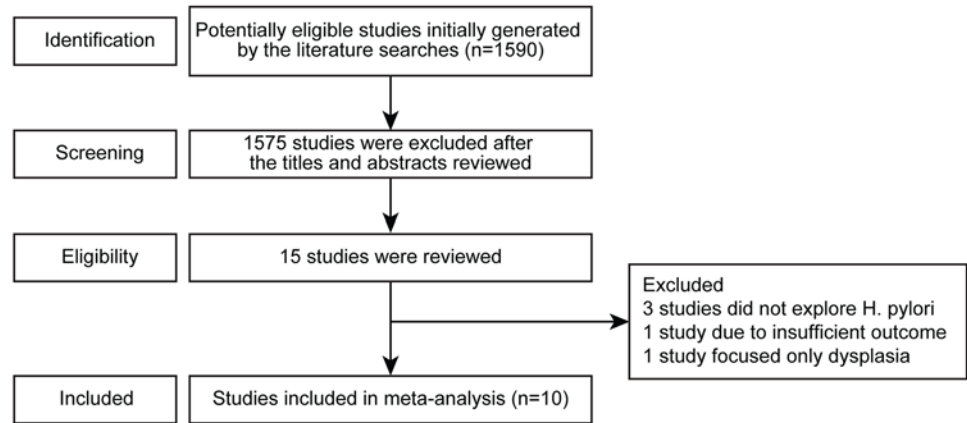 Identification
Potentially eligible studies initially generated
by the literature searches (n=1590)
Screening
1575 studies were excluded after
the titles and abstracts reviewed
Eligibility
15 studies were reviewed
Excluded
3 studies did not explore H. pylori
1 study due to insufficient outcome
1 study focused only dysplasia
Included
Studies included in meta-analysis (n=10)